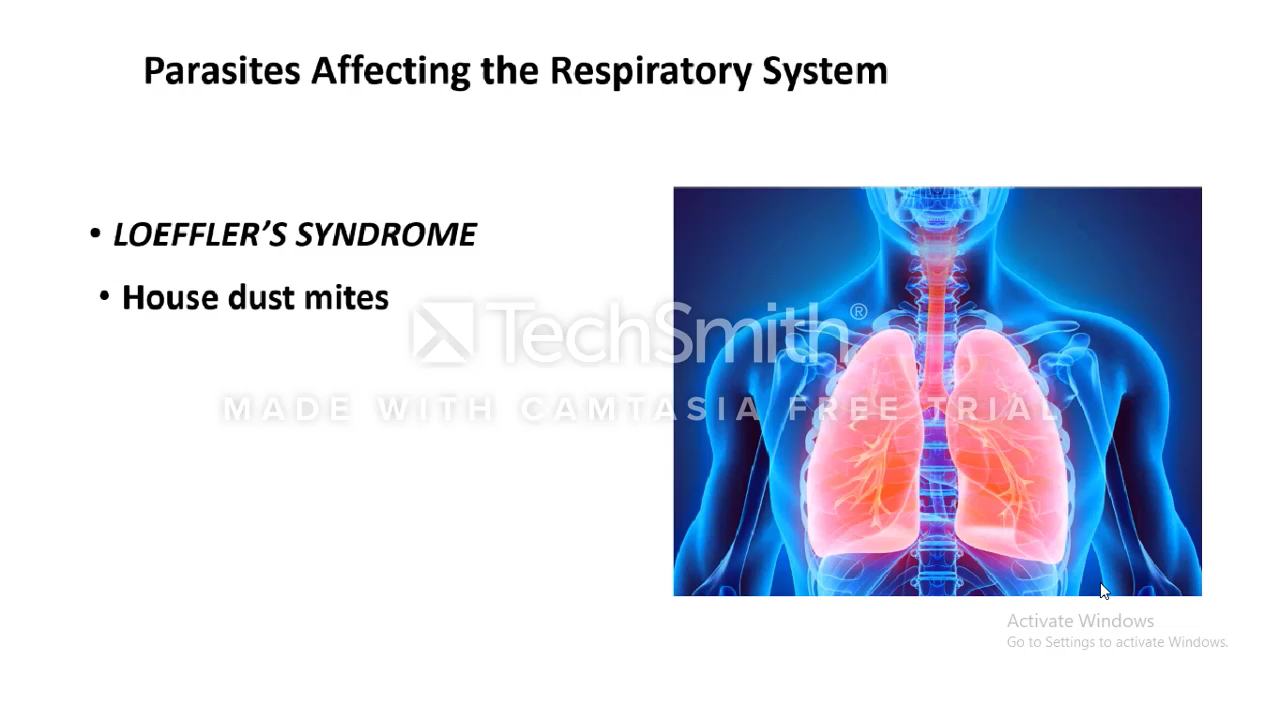 Parasites Affecting the Respiratory System
• LOEFFLER’S SYNDROME
• House dust mites
TechSmith®
MADE WITH CAMTASIA FREE TRIAL
Activate Windows
Go to Settings to activate Windows.